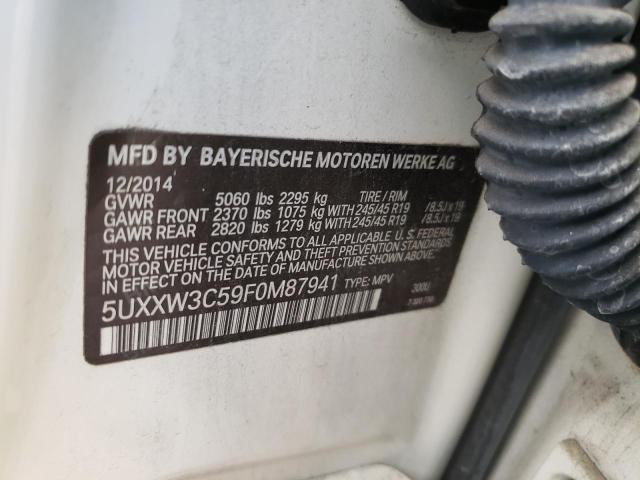 MFD BY BAYERISCHE MOTOREN WERKE AG
12/2014
GVWR 5060 lbs 2295 kg TIRE / RIM
GAWR FRONT 2370 lbs 1075 kg WITH 245/45 R19 / 8.5J x 19
GAWR REAR 2820 lbs 1279 kg WITH 245/45 R19 / 8.5J x 19
THIS VEHICLE CONFORMS TO ALL APPLICABLE U. S. FEDERAL
MOTOR VEHICLE SAFETY, BUMPER, AND THEFT PREVENTION
STANDARDS IN EFFECT ON THE DATE OF MANUFACTURE SHOWN ABOVE
5UXXW3C59F0M87941 TYPE: MPV 300U